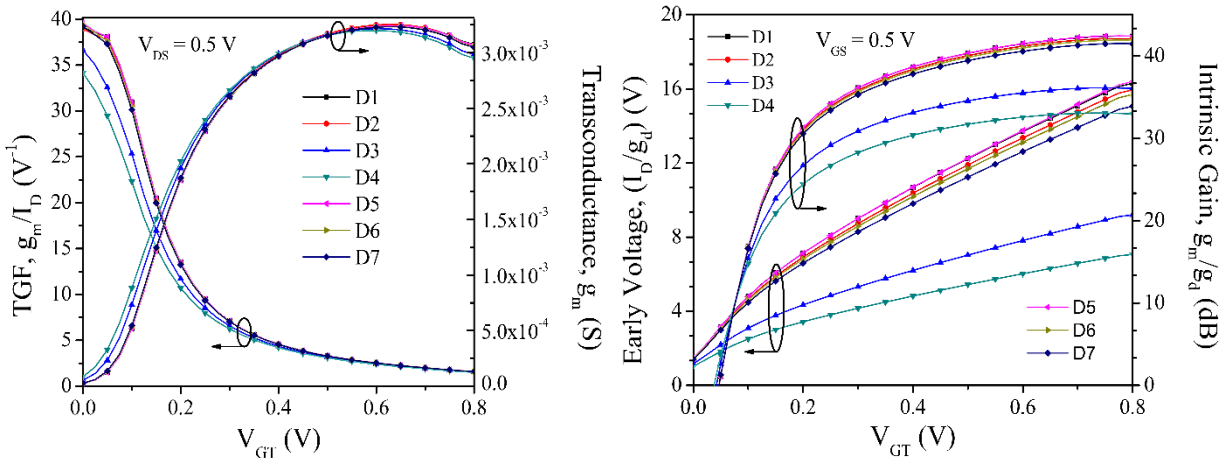 40
35
30
25
20
15
10
5
0
TGF, gm/ID (V⁻¹)
VDS = 0.5 V
D1
D2
D3
D4
D5
D6
D7
3.0x10⁻³
2.5x10⁻³
2.0x10⁻³
1.5x10⁻³
1.0x10⁻³
5.0x10⁻⁴
0.0
Transconductance, gm (S)
0.0 0.2 0.4 0.6 0.8
VGT (V)
20
16
12
8
4
0
Early Voltage, (ID/gd) (V)
D1
D2
D3
D4
VGS = 0.5 V
D5
D6
D7
40
30
20
10
0
Intrinsic Gain, gm/gd (dB)
0.0 0.2 0.4 0.6 0.8
VGT (V)